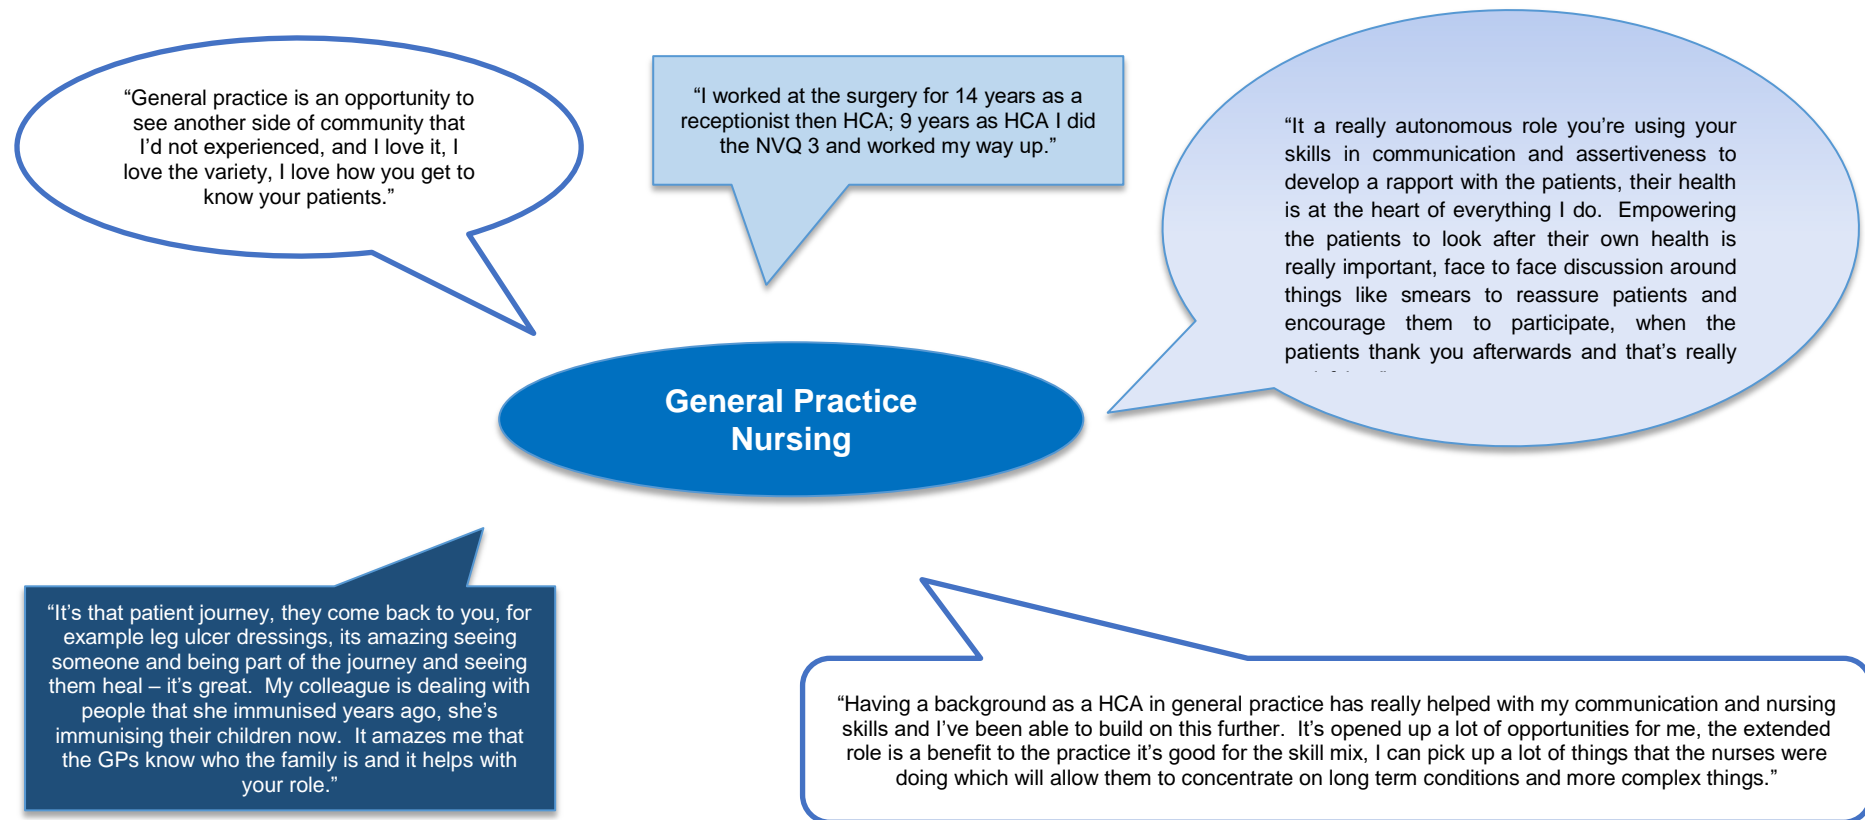 “General practice is an opportunity to
see another side of community that
I’d not experienced, and I love it, I
love the variety, I love how you get to
know your patients.”
“I worked at the surgery for 14 years as a
receptionist then HCA; 9 years as HCA I did
the NVQ 3 and worked my way up.”
“It a really autonomous role you’re using your
skills in communication and assertiveness to
develop a rapport with the patients, their health
is at the heart of everything I do. Empowering
the patients to look after their own health is
really important, face to face discussion around
things like smears to reassure patients and
encourage them to participate, when the
patients thank you afterwards and that’s really
General Practice
Nursing
“It’s that patient journey, they come back to you, for
example leg ulcer dressings, its amazing seeing
someone and being part of the journey and seeing
them heal – it’s great. My colleague is dealing with
people that she immunised years ago, she’s
immunising their children now. It amazes me that
the GPs know who the family is and it helps with
your role.”
“Having a background as a HCA in general practice has really helped with my communication and nursing
skills and I’ve been able to build on this further. It’s opened up a lot of opportunities for me, the extended
role is a benefit to the practice it’s good for the skill mix, I can pick up a lot of things that the nurses were
doing which will allow them to concentrate on long term conditions and more complex things.”